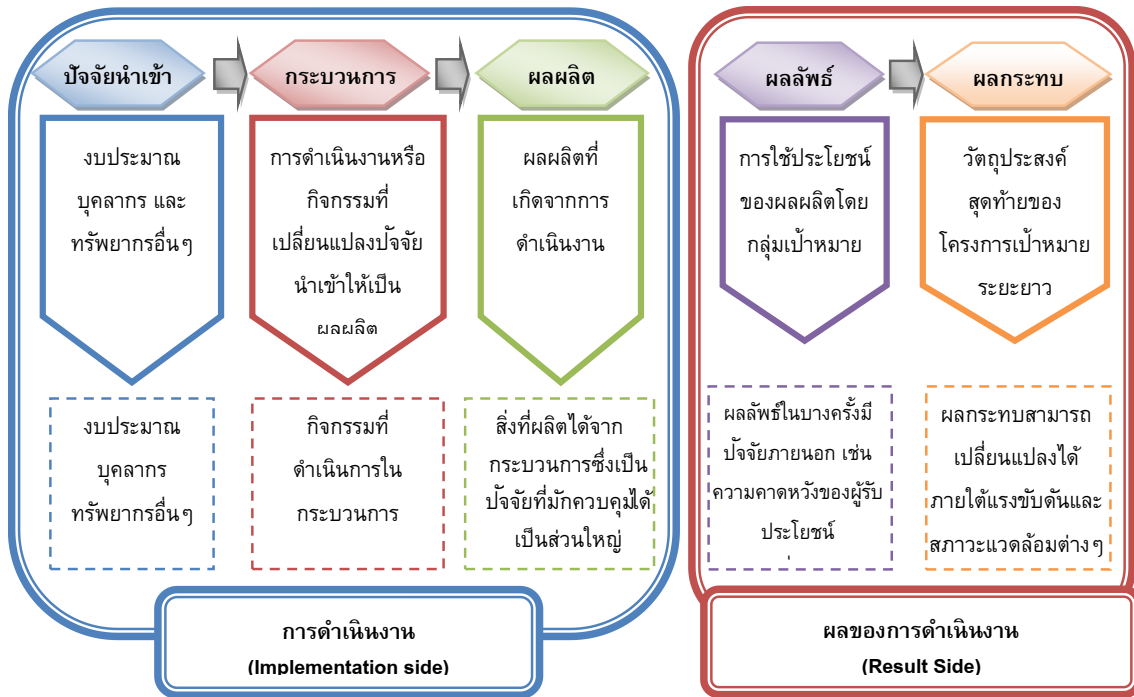 ปัจจัยนำเข้า
กระบวนการ
ผลผลิต
ผลลัพธ์
ผลกระทบ
งบประมาณ
บุคลากร และ
ทรัพยากรอื่นๆ
การดำเนินงานหรือ
กิจกรรมที่
เปลี่ยนแปลงปัจจัย
นำเข้าให้เป็น
ผลผลิต
ผลผลิตที่
เกิดจากการ
ดำเนินงาน
การใช้ประโยชน์
ของผลผลิตโดย
กลุ่มเป้าหมาย
วัตถุประสงค์
สุดท้ายของ
โครงการเป้าหมาย
ระยะยาว
งบประมาณ
บุคลากร
ทรัพยากรอื่นๆ
กิจกรรมที่
ดำเนินการใน
กระบวนการ
สิ่งที่ผลิตได้จาก
กระบวนการซึ่งเป็น
ปัจจัยที่มักควบคุมได้
เป็นส่วนใหญ่
ผลลัพธ์ในบางครั้งมี
ปัจจัยภายนอก เช่น
ความคาดหวังของผู้รับ
ประโยชน์
ผลกระทบสามารถ
เปลี่ยนแปลงได้
ภายใต้แรงขับดันและ
สภาวะแวดล้อมต่างๆ
การดำเนินงาน
(Implementation side)
ผลของการดำเนินงาน
(Result Side)